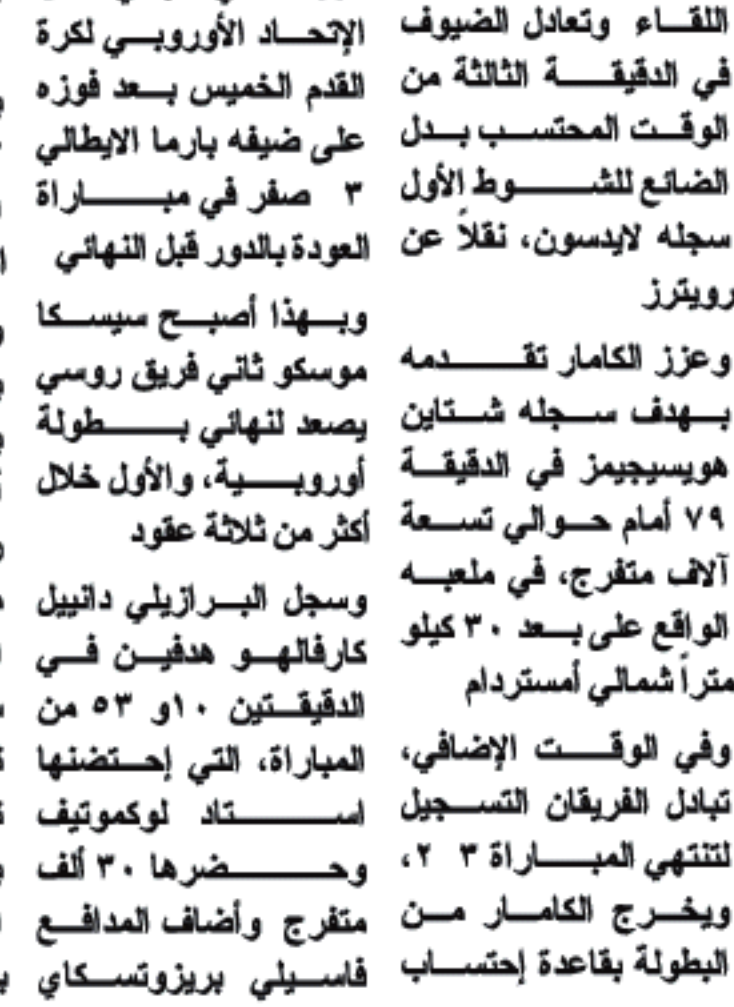 اللقاء وتعادل الضيوف
في الدقيقة الثالثة من
الوقت المحتسب بدل
الضائع للشوط الأول
سجله لايدسون، نقلاً عن
رويترز
وعزز الكامار تقدمه
بهدف سجله شتاين
هويسيجيمز في الدقيقة
٧٩ أمام حوالي تسعة
آلاف متفرج، في ملعبه
الواقع على بعد ٣٠ كيلو
متراً شمالي أمستردام
وفي الوقت الإضافي،
تبادل الفريقان التسجيل
لتنتهي المباراة ٣ ٢،
ويخرج الكامار من
البطولة بقاعدة إحتساب
الإتحاد الأوروبي لكرة
القدم الخميس بعد فوزه
على ضيفه بارما الايطالي
٣ صفر في مباراة
العودة بالدور قبل النهائي
وبهذا أصبح سيسكا
موسكو ثاني فريق روسي
يصعد لنهائي بطولة
أوروبية، والأول خلال
أكثر من ثلاثة عقود
وسجل البرازيلي دانييل
كارفالهو هدفين في
الدقيقتين ١٠و ٥٣ من
المباراة، التي إحتضنها
استاد لوكموتيف
وحضرها ٣٠ ألف
متفرج وأضاف المدافع
فاسيلي بريزوتسكاي